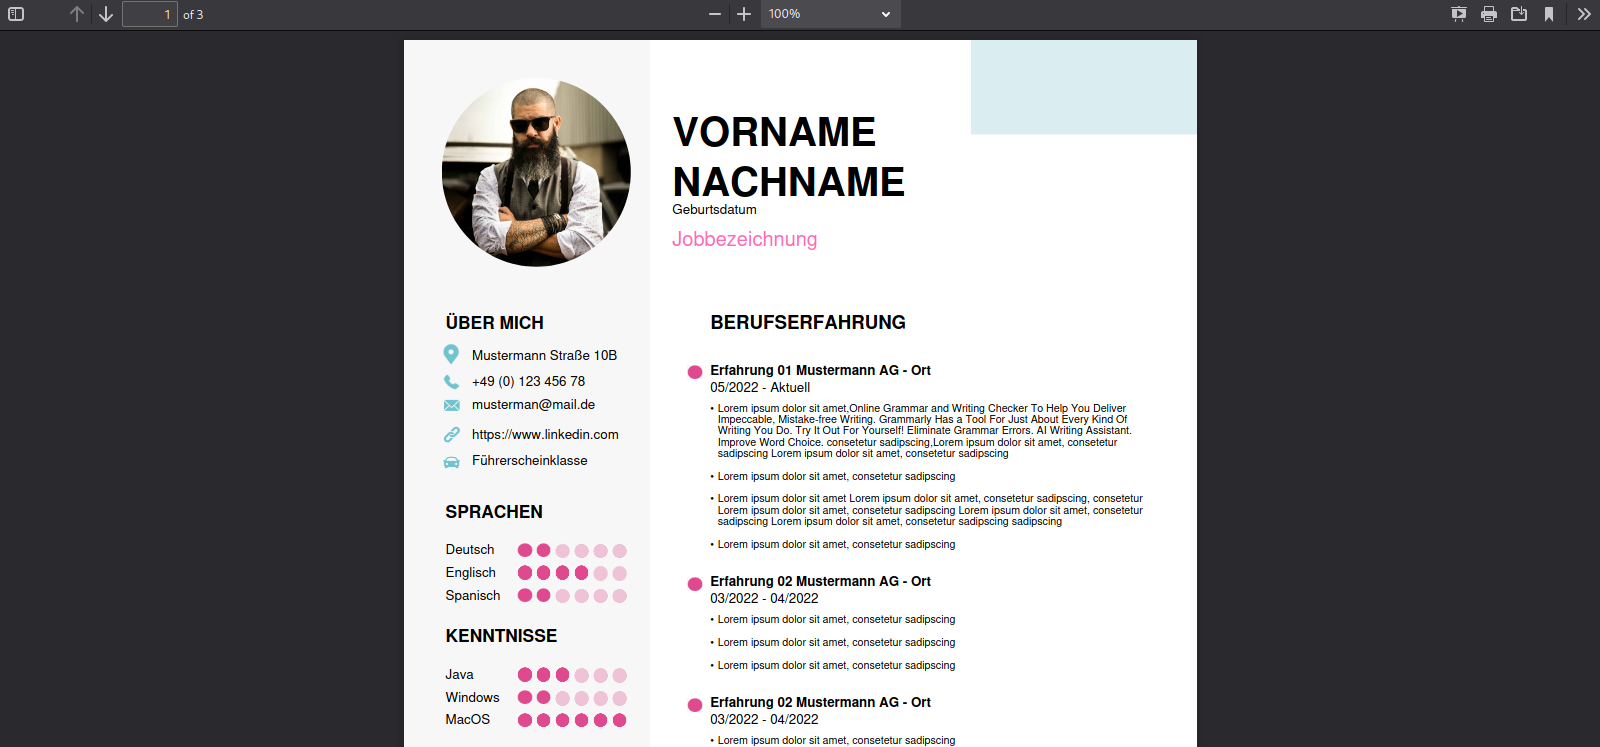 1 of 3
100%
VORNAME
NACHNAME
Geburtsdatum
Jobbezeichnung
ÜBER MICH
Mustermann Straße 10B
+49 (0) 123 456 78
musterman@mail.de
https://www.linkedin.com
Führerscheinklasse
SPRACHEN
Deutsch
Englisch
Spanisch
KENNTNISSE
Java
Windows
MacOS
BERUFSERFAHRUNG
Erfahrung 01 Mustermann AG - Ort
05/2022 - Aktuell
• Lorem ipsum dolor sit amet,Online Grammar and Writing Checker To Help You Deliver
Impeccable, Mistake-free Writing. Grammarly Has a Tool For Just About Every Kind Of
Writing You Do. Try It Out For Yourself! Eliminate Grammar Errors. AI Writing Assistant.
Improve Word Choice. consetetur sadipscing,Lorem ipsum dolor sit amet, consetetur
sadipscing Lorem ipsum dolor sit amet, consetetur sadipscing
• Lorem ipsum dolor sit amet, consetetur sadipscing
• Lorem ipsum dolor sit amet Lorem ipsum dolor sit amet, consetetur sadipscing, consetetur
Lorem ipsum dolor sit amet, consetetur sadipscing Lorem ipsum dolor sit amet, consetetur
sadipscing Lorem ipsum dolor sit amet, consetetur sadipscing sadipscing
• Lorem ipsum dolor sit amet, consetetur sadipscing
Erfahrung 02 Mustermann AG - Ort
03/2022 - 04/2022
• Lorem ipsum dolor sit amet, consetetur sadipscing
• Lorem ipsum dolor sit amet, consetetur sadipscing
• Lorem ipsum dolor sit amet, consetetur sadipscing
Erfahrung 02 Mustermann AG - Ort
03/2022 - 04/2022
• Lorem ipsum dolor sit amet, consetetur sadipscing